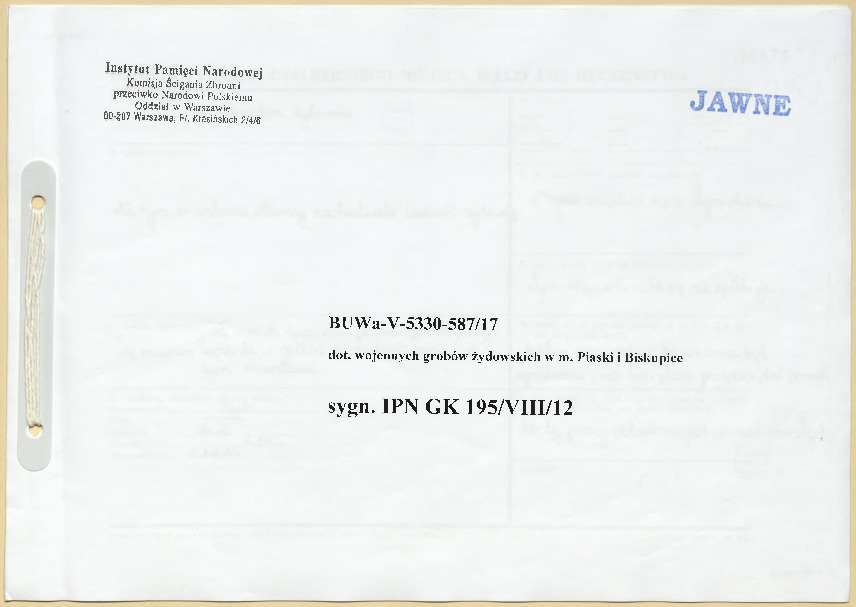 Instytut Pamięci Narodowej
Komisja Ścigania Zbrodni
przeciwko Narodowi Polskiemu
Oddział w Warszawie
00-207 Warszawa, Pl. Krasińskich 2/4/6
JAWNE
BUWa-V-5330-587/17
dot. wojennych grobów żydowskich w m. Piaski i Biskupice
sygn. IPN GK 195/VIII/12